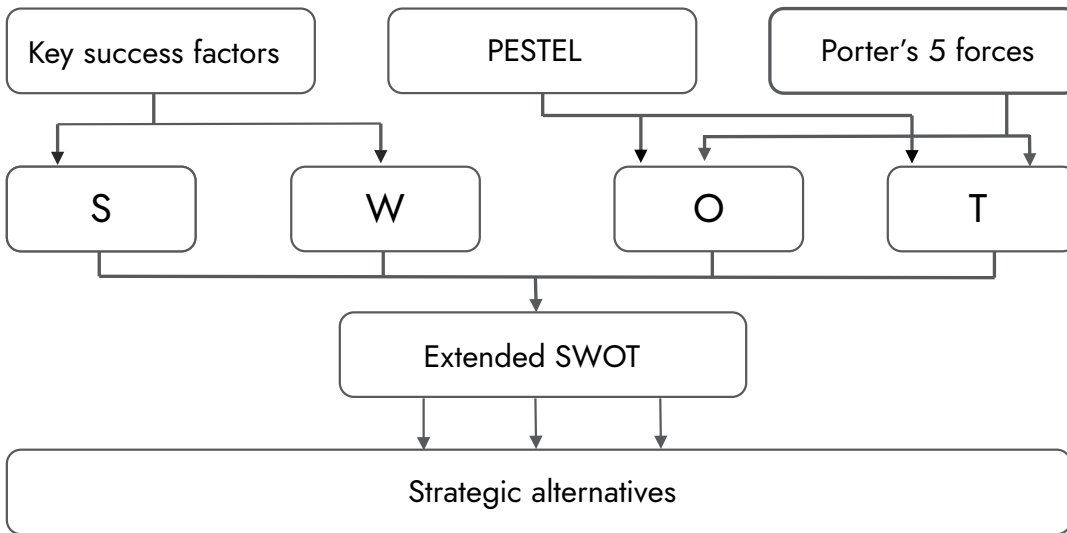 Key success factors
PESTEL
Porter's 5 forces
S
W
O
T
Extended SWOT
Strategic alternatives